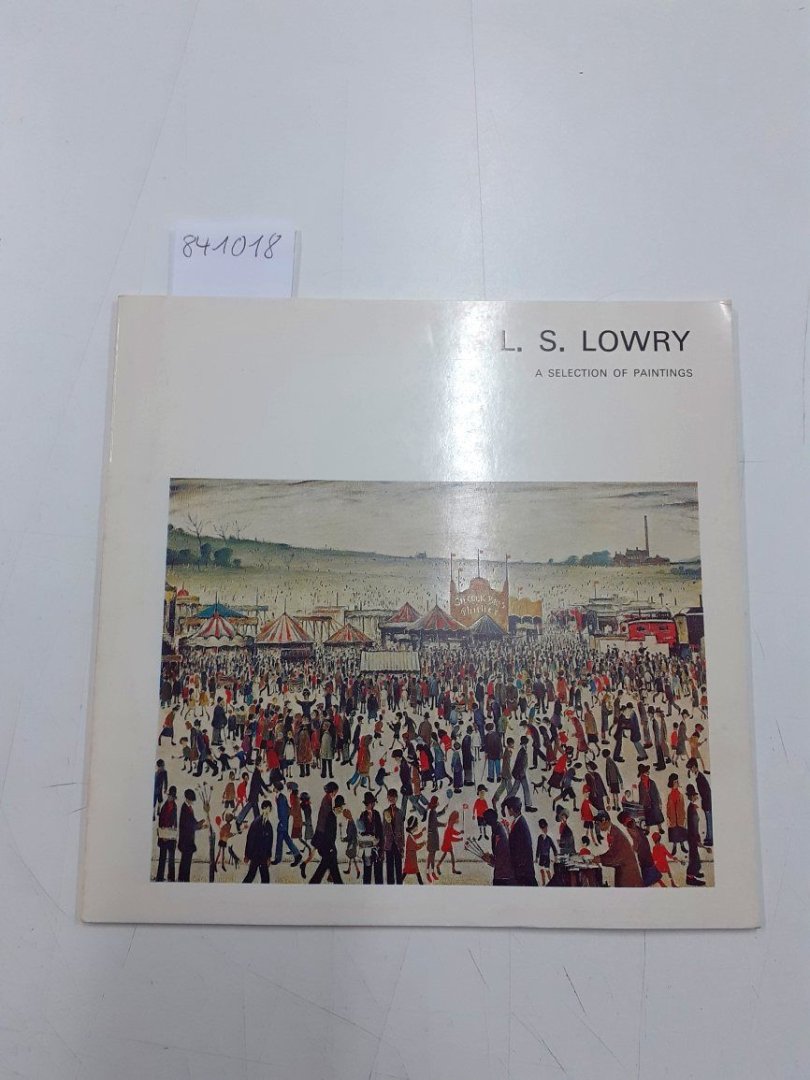 841018
L. S. LOWRY
A SELECTION OF PAINTINGS